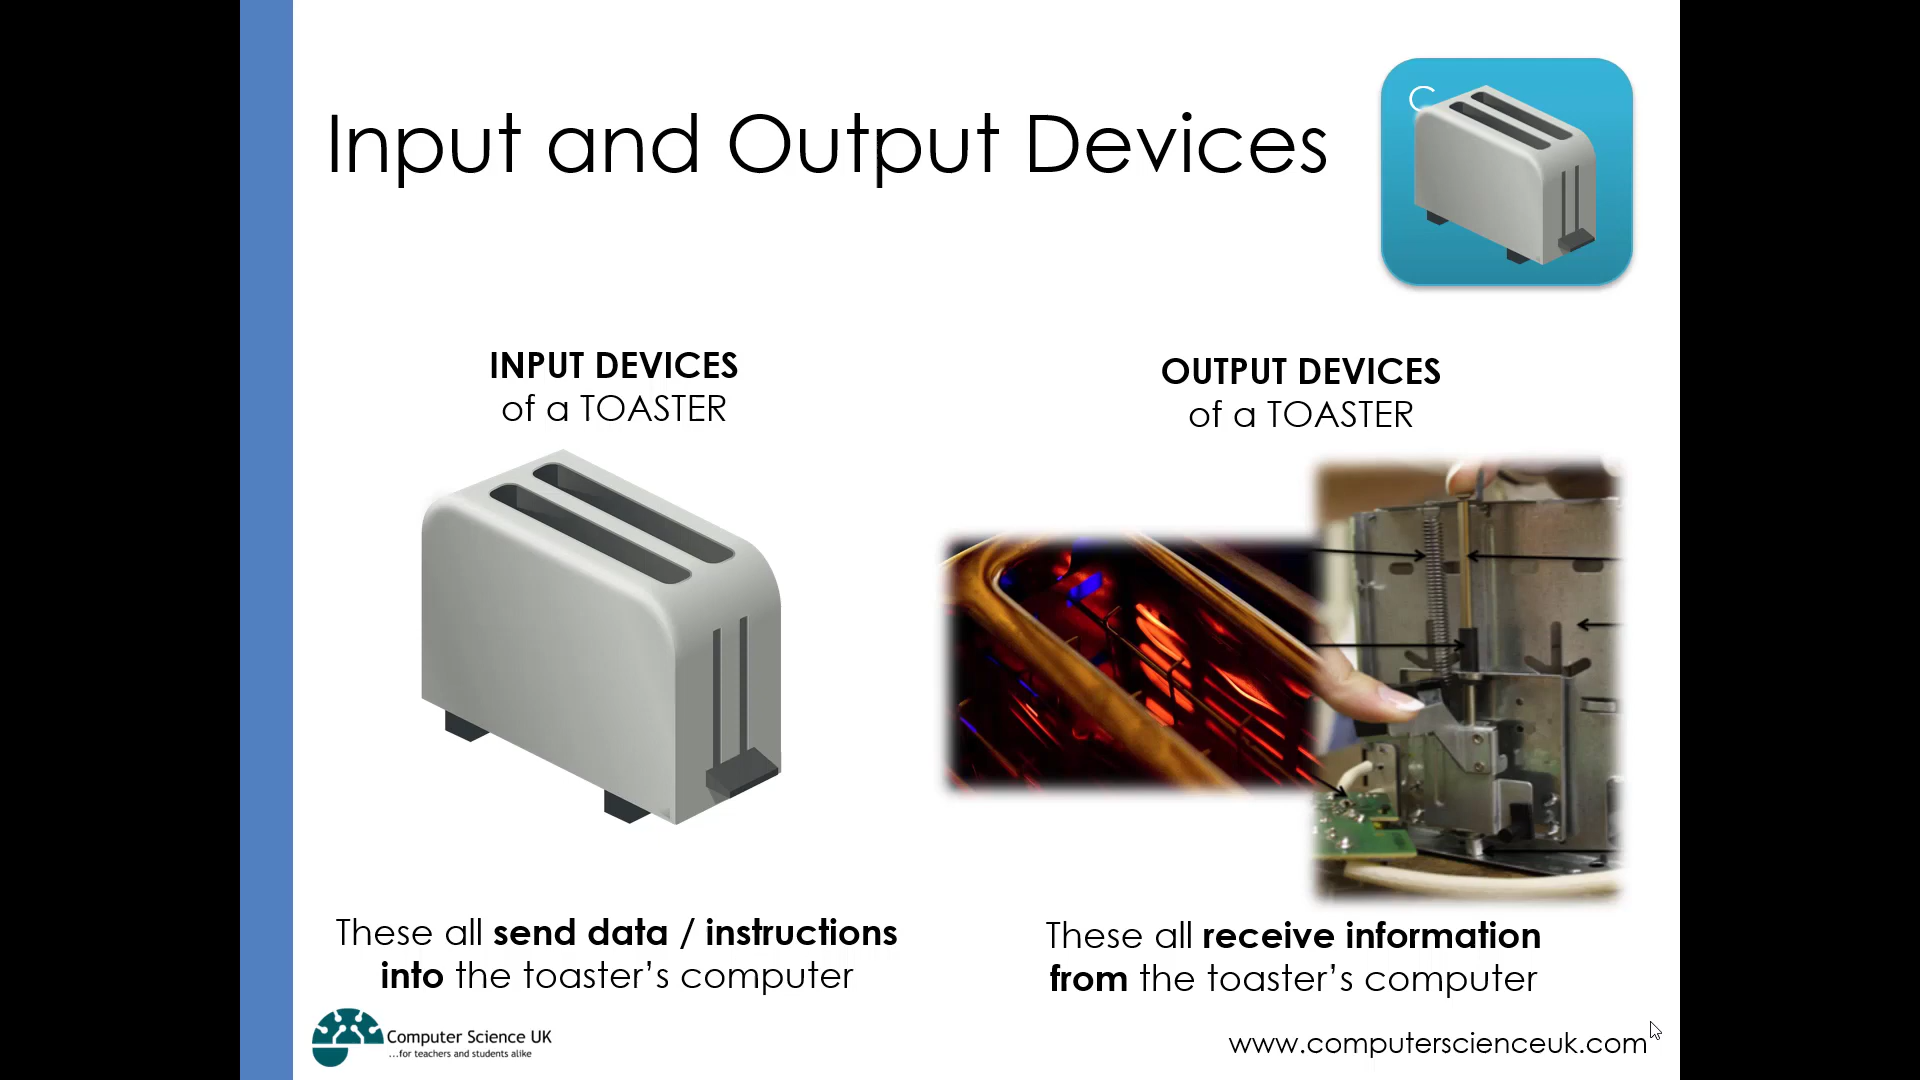 Input and Output Devices
INPUT DEVICES
of a TOASTER
OUTPUT DEVICES
of a TOASTER
These all send data / instructions
into the toaster’s computer
These all receive information
from the toaster’s computer
Computer Science UK
...for teachers and students alike
www.computerscienceuk.com